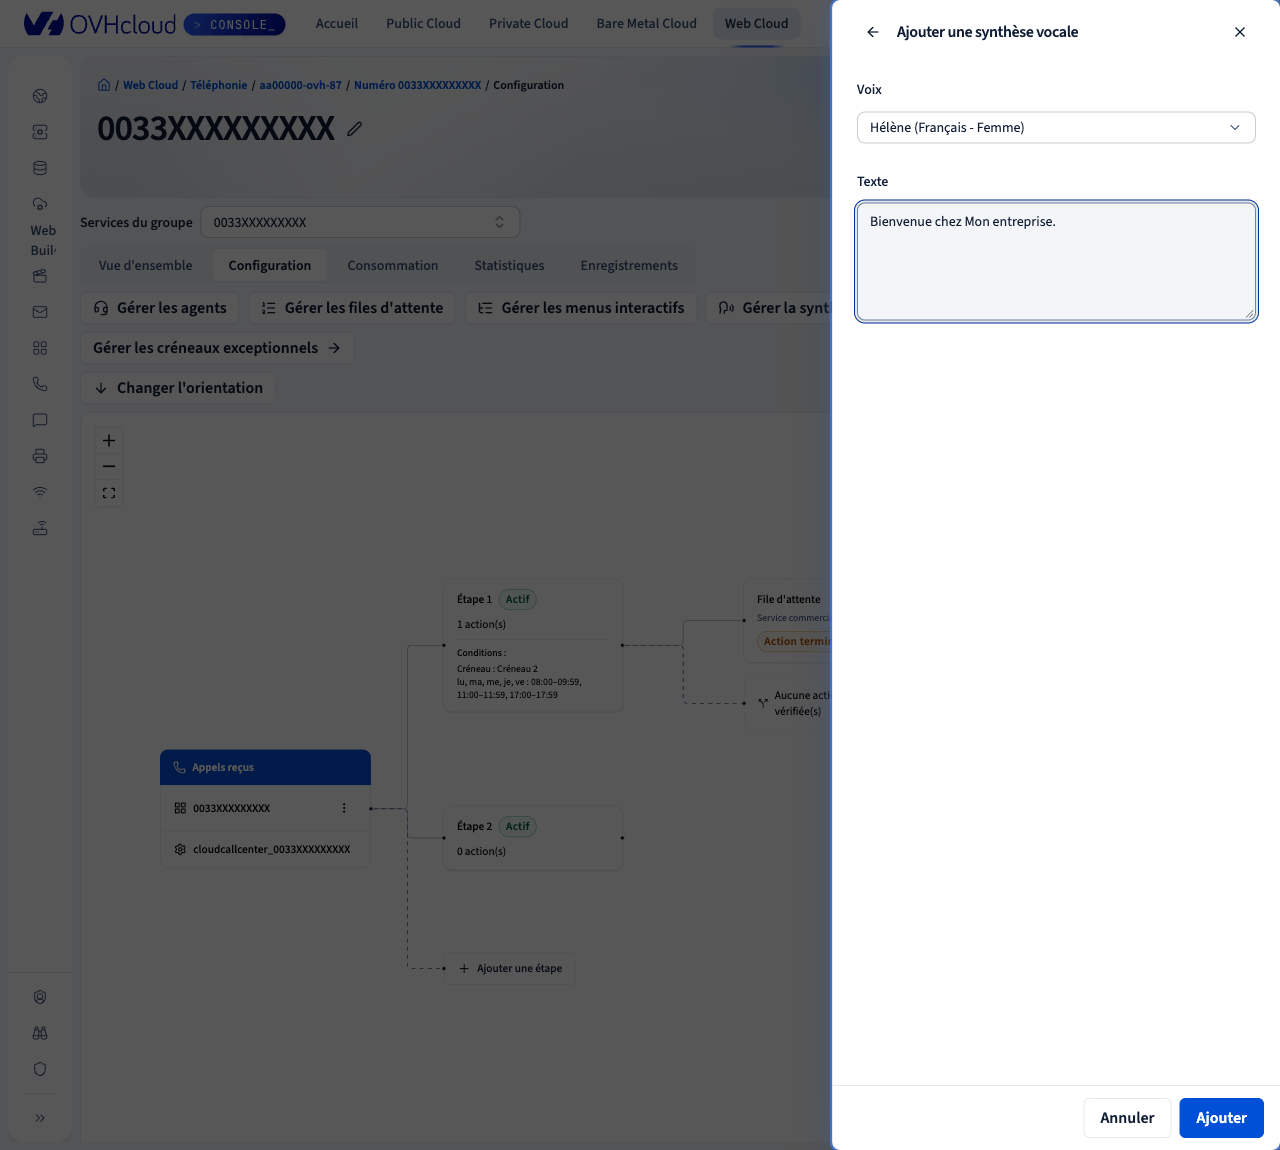 OVHcloud
> CONSOLE_
Accueil
Public Cloud
Private Cloud
Bare Metal Cloud
Web Cloud
/ Web Cloud / Téléphonie / aa00000-ovh-87 / Numéro 0033XXXXXXXXX / Configuration
0033XXXXXXXXX
Web
Buil
Services du groupe
0033XXXXXXXXX
Vue d'ensemble
Configuration
Consommation
Statistiques
Enregistrements
Gérer les agents
Gérer les files d'attente
Gérer les menus interactifs
Gérer la synt
Gérer les créneaux exceptionnels
Changer l'orientation
Étape 1 Actif
1 action(s)
Conditions :
Créneau : Créneau 2
lu, ma, me, je, ve : 08:00–09:59,
11:00–11:59, 17:00–17:59
File d'attente
Service commerci
Action termi
Aucune acti
vérifiée(s)
Appels reçus
0033XXXXXXXXX
cloudcallcenter_0033XXXXXXXXX
Étape 2 Actif
0 action(s)
Ajouter une étape
Ajouter une synthèse vocale
Voix
Hélène (Français - Femme)
Texte
Bienvenue chez Mon entreprise.
Annuler
Ajouter